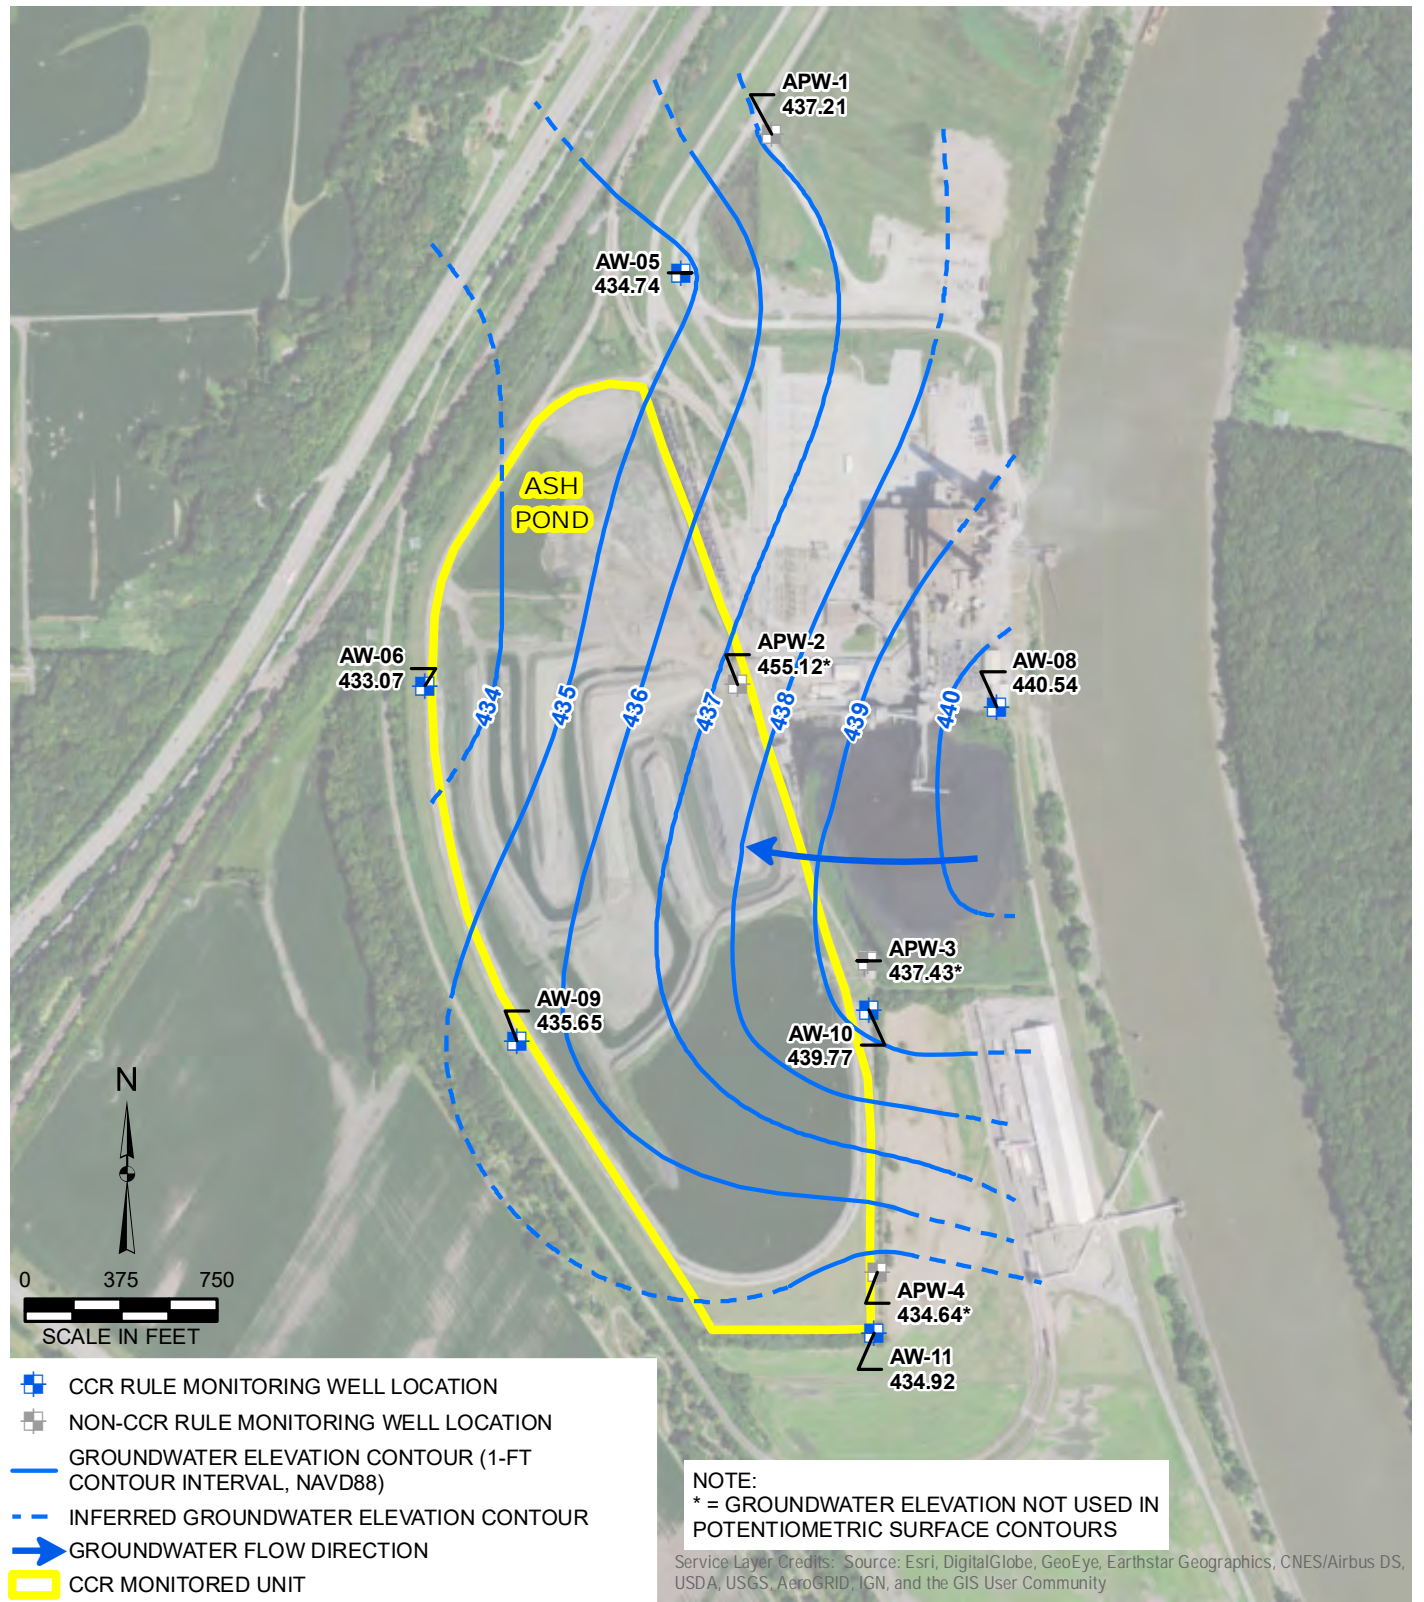 APW-1
437.21
AW-05
434.74
ASH
POND
APW-2
455.12*
AW-06
433.07
AW-08
440.54
434
435
436
437
438
439
440
APW-3
437.43*
AW-09
435.65
AW-10
439.77
N
0 375 750
SCALE IN FEET
APW-4
434.64*
AW-11
434.92
CCR RULE MONITORING WELL LOCATION
NON-CCR RULE MONITORING WELL LOCATION
GROUNDWATER ELEVATION CONTOUR (1-FT
CONTOUR INTERVAL, NAVD88)
INFERRED GROUNDWATER ELEVATION CONTOUR
GROUNDWATER FLOW DIRECTION
CCR MONITORED UNIT
NOTE:
* = GROUNDWATER ELEVATION NOT USED IN
POTENTIOMETRIC SURFACE CONTOURS
Service Layer Credits: Source: Esri, DigitalGlobe, GeoEye, Earthstar Geographics, CNES/Airbus DS,
USDA, USGS, AeroGRID, IGN, and the GIS User Community